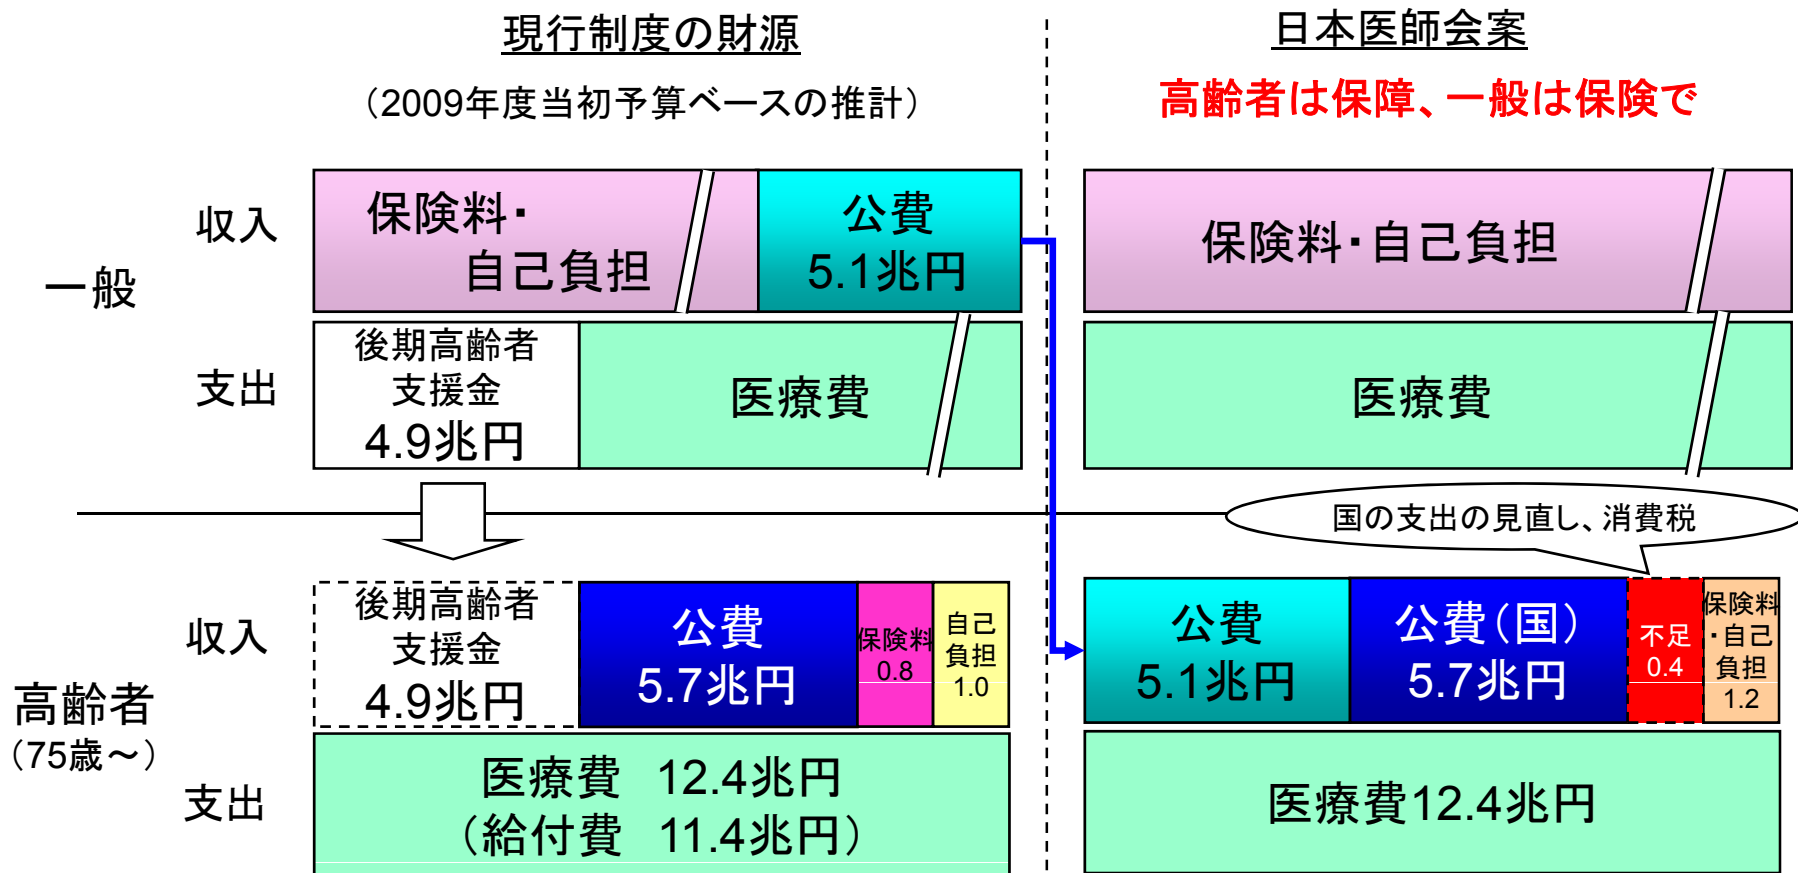 現行制度の財源
（2009年度当初予算ベースの推計）
日本医師会案
高齢者は保障、一般は保険で
一般
収入
保険料・
自己負担
公費
5.1兆円
保険料・自己負担
支出
後期高齢者
支援金
4.9兆円
医療費
医療費
国の支出の見直し、消費税
高齢者
（75歳～）
収入
後期高齢者
支援金
4.9兆円
公費
5.7兆円
保険料
0.8
自己
負担
1.0
公費
5.1兆円
公費（国）
5.7兆円
不足
0.4
保険料
・自己
負担
1.2
支出
医療費　12.4兆円
（給付費　11.4兆円）
医療費12.4兆円